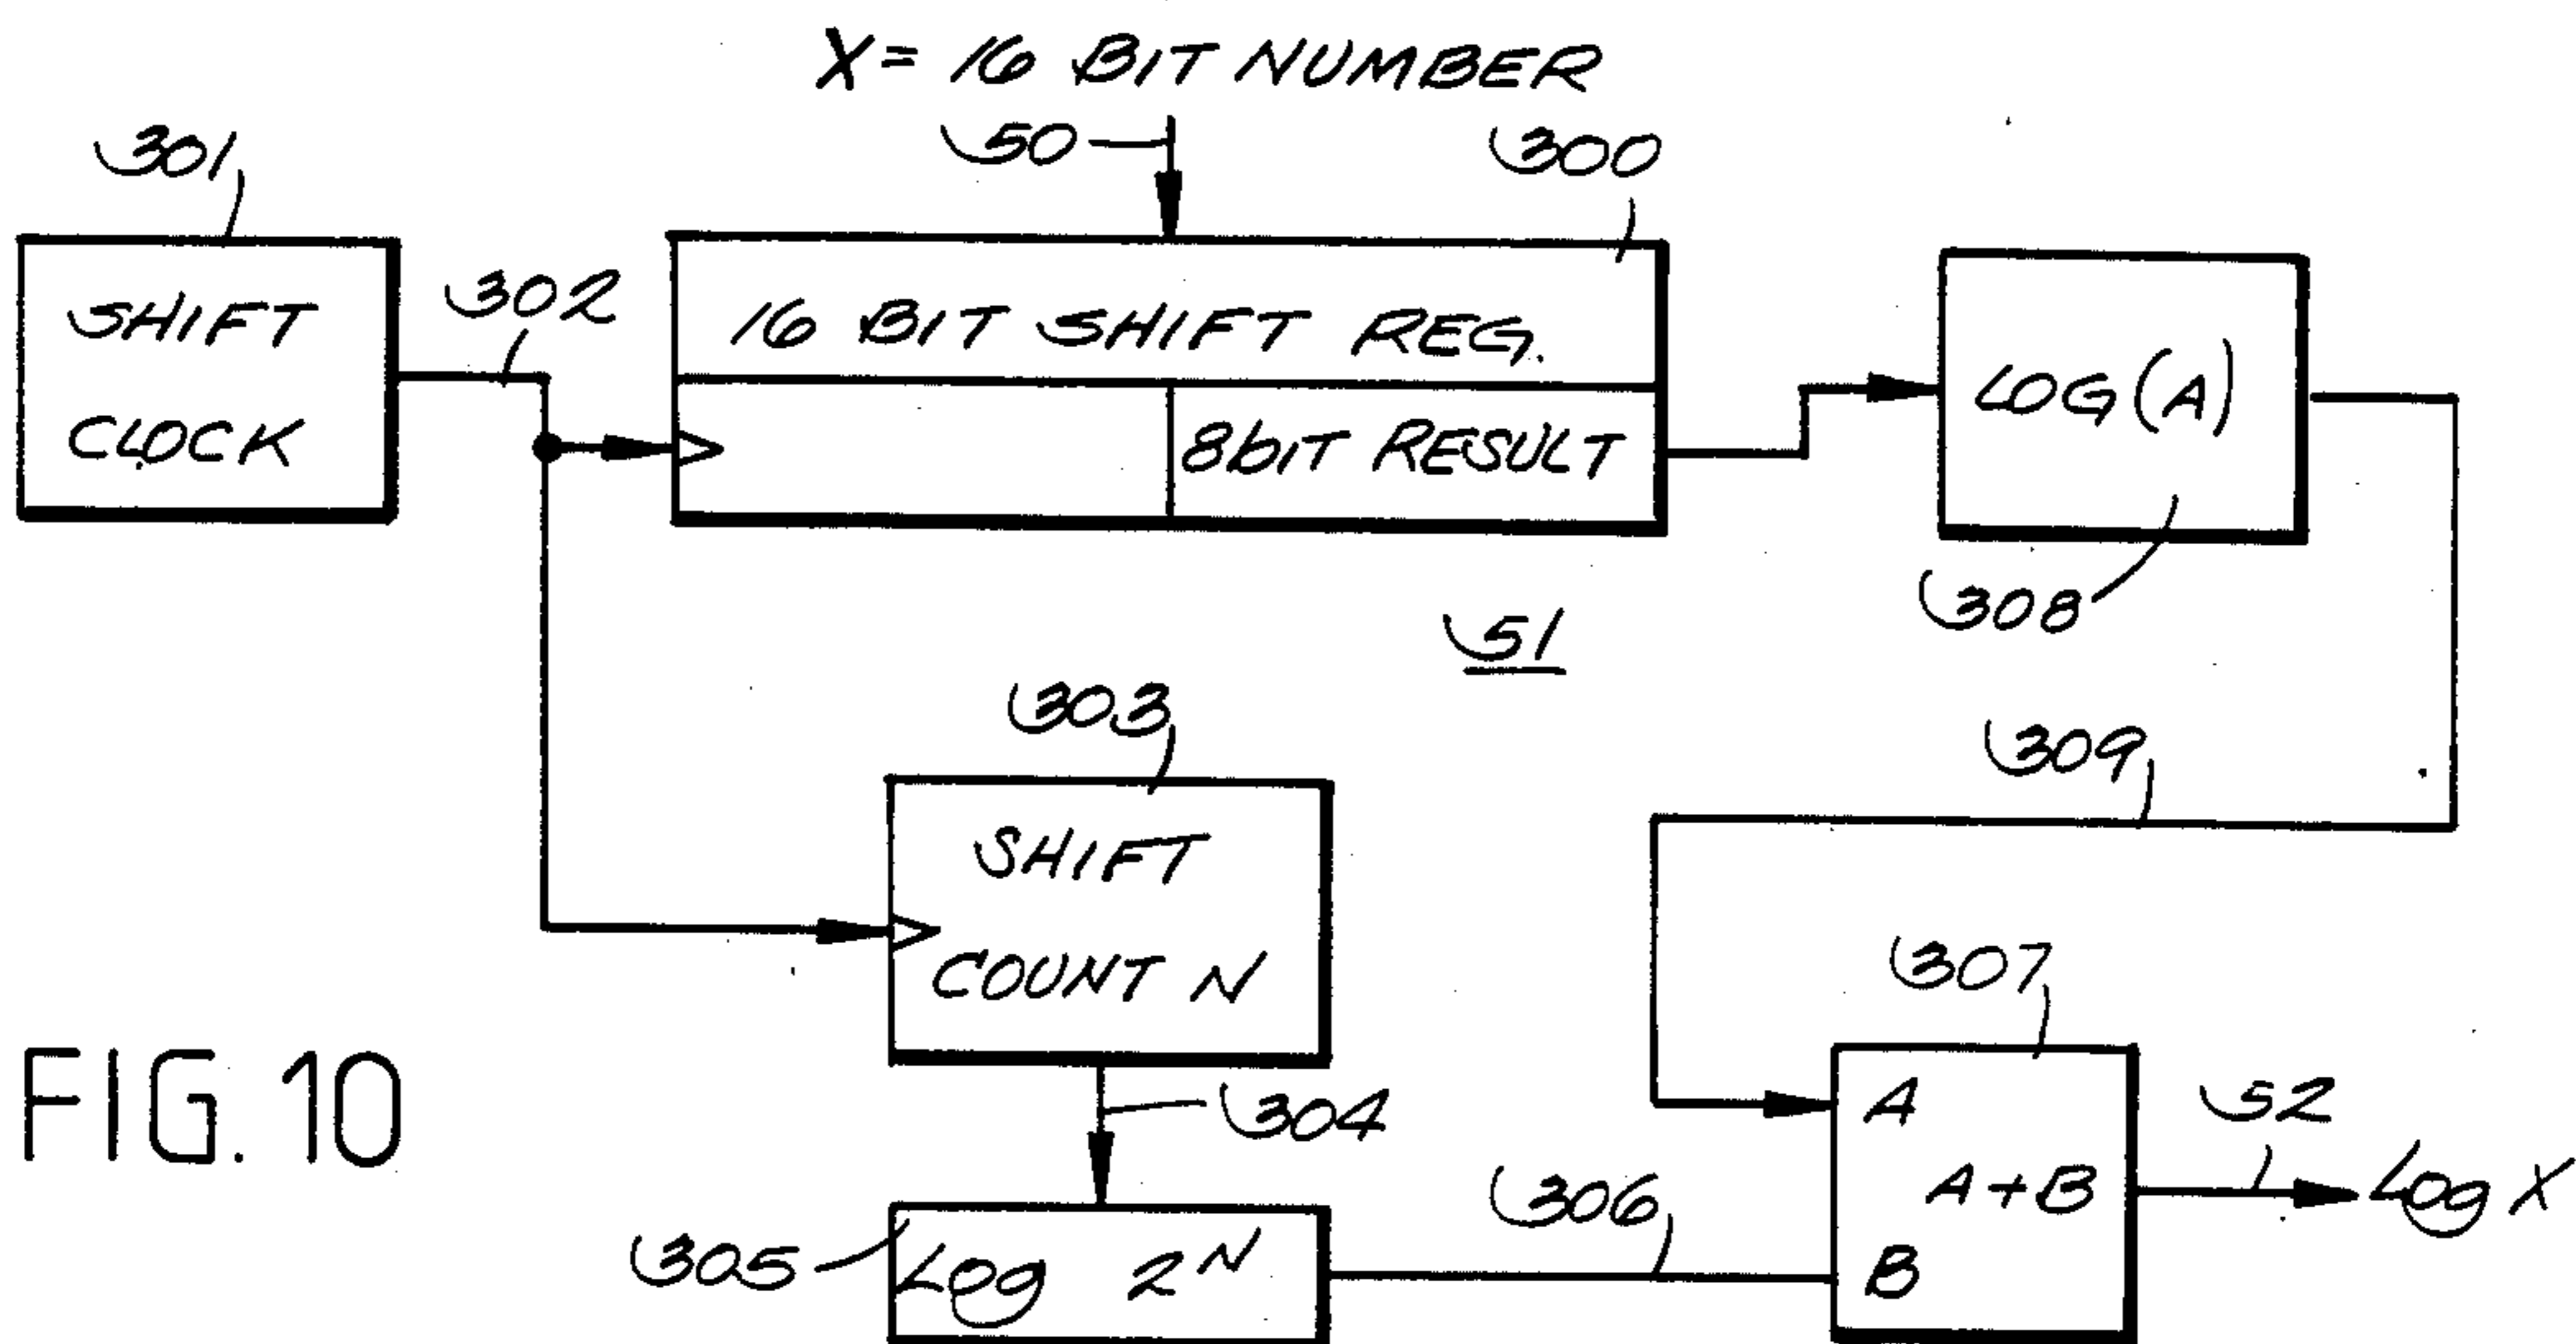 X = 16 BIT NUMBER
301
50
300
302
SHIFT
CLOCK
16 BIT SHIFT REG.
8bIT RESULT
LOG (A)
308
51
303
309
SHIFT
COUNT N
307
304
A
52
FIG. 10
306
A+B
Log X
305
Log 2^N
B